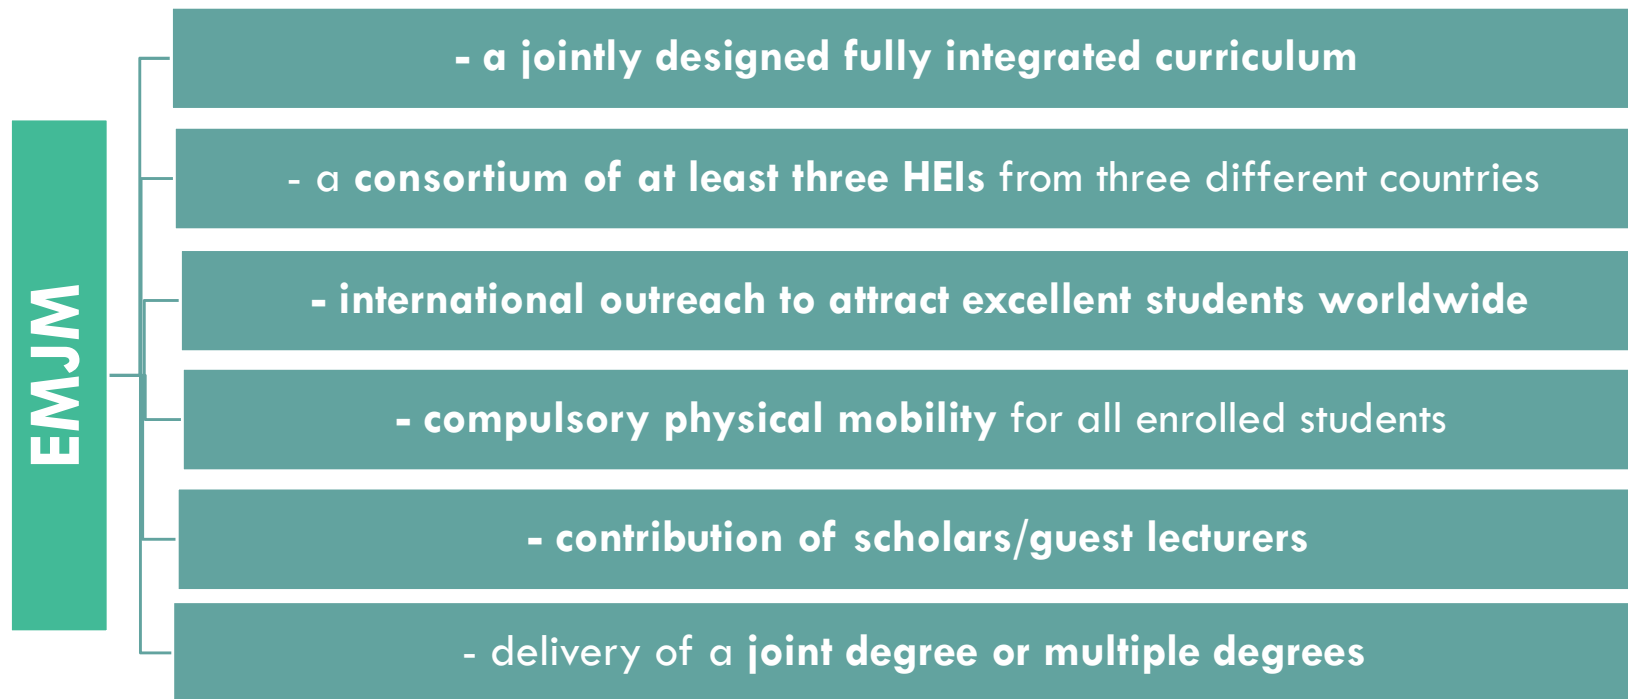 EMJM
- a jointly designed fully integrated curriculum
- a consortium of at least three HEIs from three different countries
- international outreach to attract excellent students worldwide
- compulsory physical mobility for all enrolled students
- contribution of scholars/guest lecturers
- delivery of a joint degree or multiple degrees